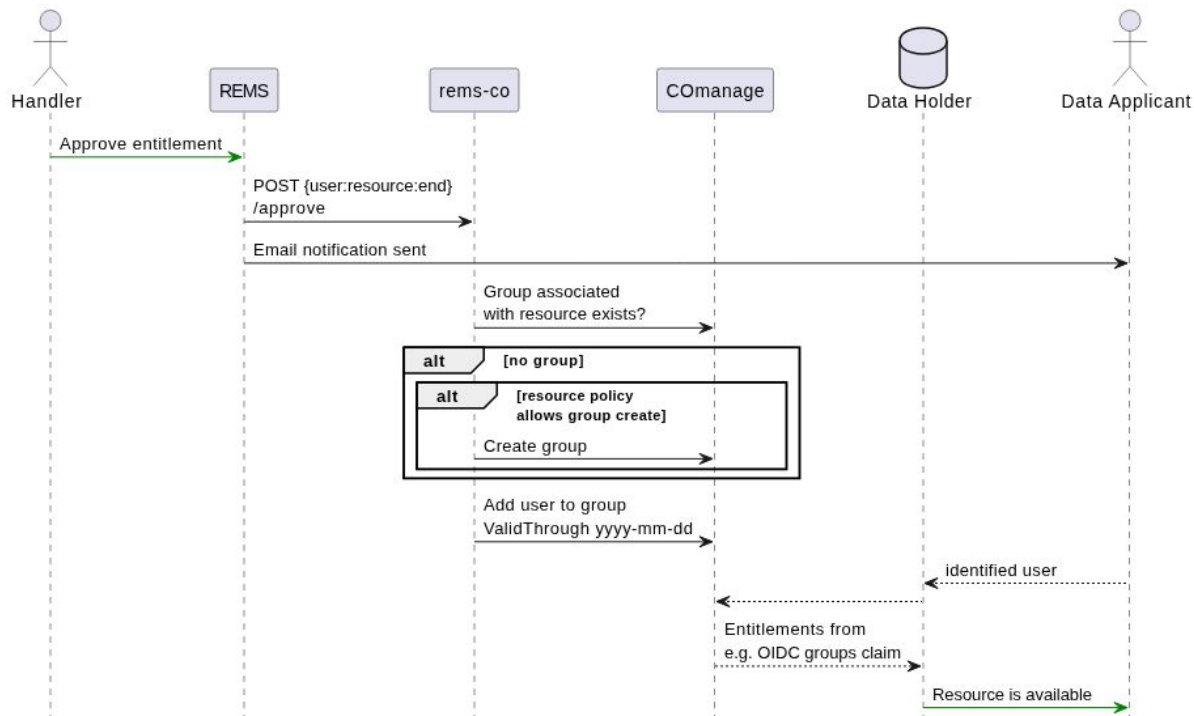 Handler
REMS
rems-co
COmanage
Data Holder
Data Applicant
Approve entitlement
POST {user:resource:end}
/approve
Email notification sent
Group associated
with resource exists?
alt
[no group]
alt
[resource policy
allows group create]
Create group
Add user to group
ValidThrough yyyy-mm-dd
identified user
Entitlements from
e.g. OIDC groups claim
Resource is available